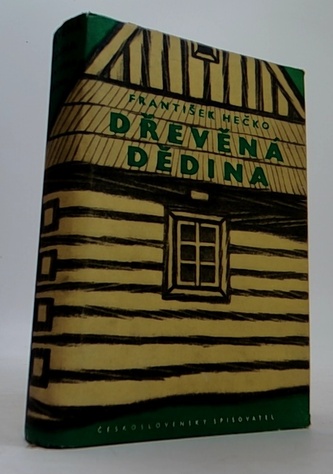 FRANTIŠEK HEČKO
DŘEVĚNÁ
DĚDINA
ČESKOSLOVENSKÝ SPISOVATEL